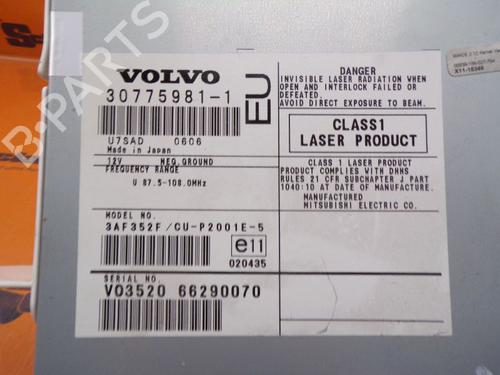 VOLVO
30775981-1
EU
U7SAD 0606
Made in Japan
12V NEG.GROUND
FREQUENCY RANGE
U 87.5-108.0MHz
MODEL NO.
3AF352F/CU-P2001E-5
e11
020435
SERIAL NO.
V03520 66290070
DANGER
INVISIBLE LASER RADIATION WHEN
OPEN AND INTERLOCK FAILED OR
DEFEATED.
AVOID DIRECT EXPOSURE TO BEAM.
CLASS1
LASER PRODUCT
CLASS 1 LASER PRODUCT
PRODUCT COMPLIES WITH DHHS
RULES 21 CFR SUBCHAPTER J PART
1040:10 AT DATE OF MANUFACTURE.
MANUFACTURED
MITSUBISHI ELECTRIC CO.
X11-15398
B-PARTS